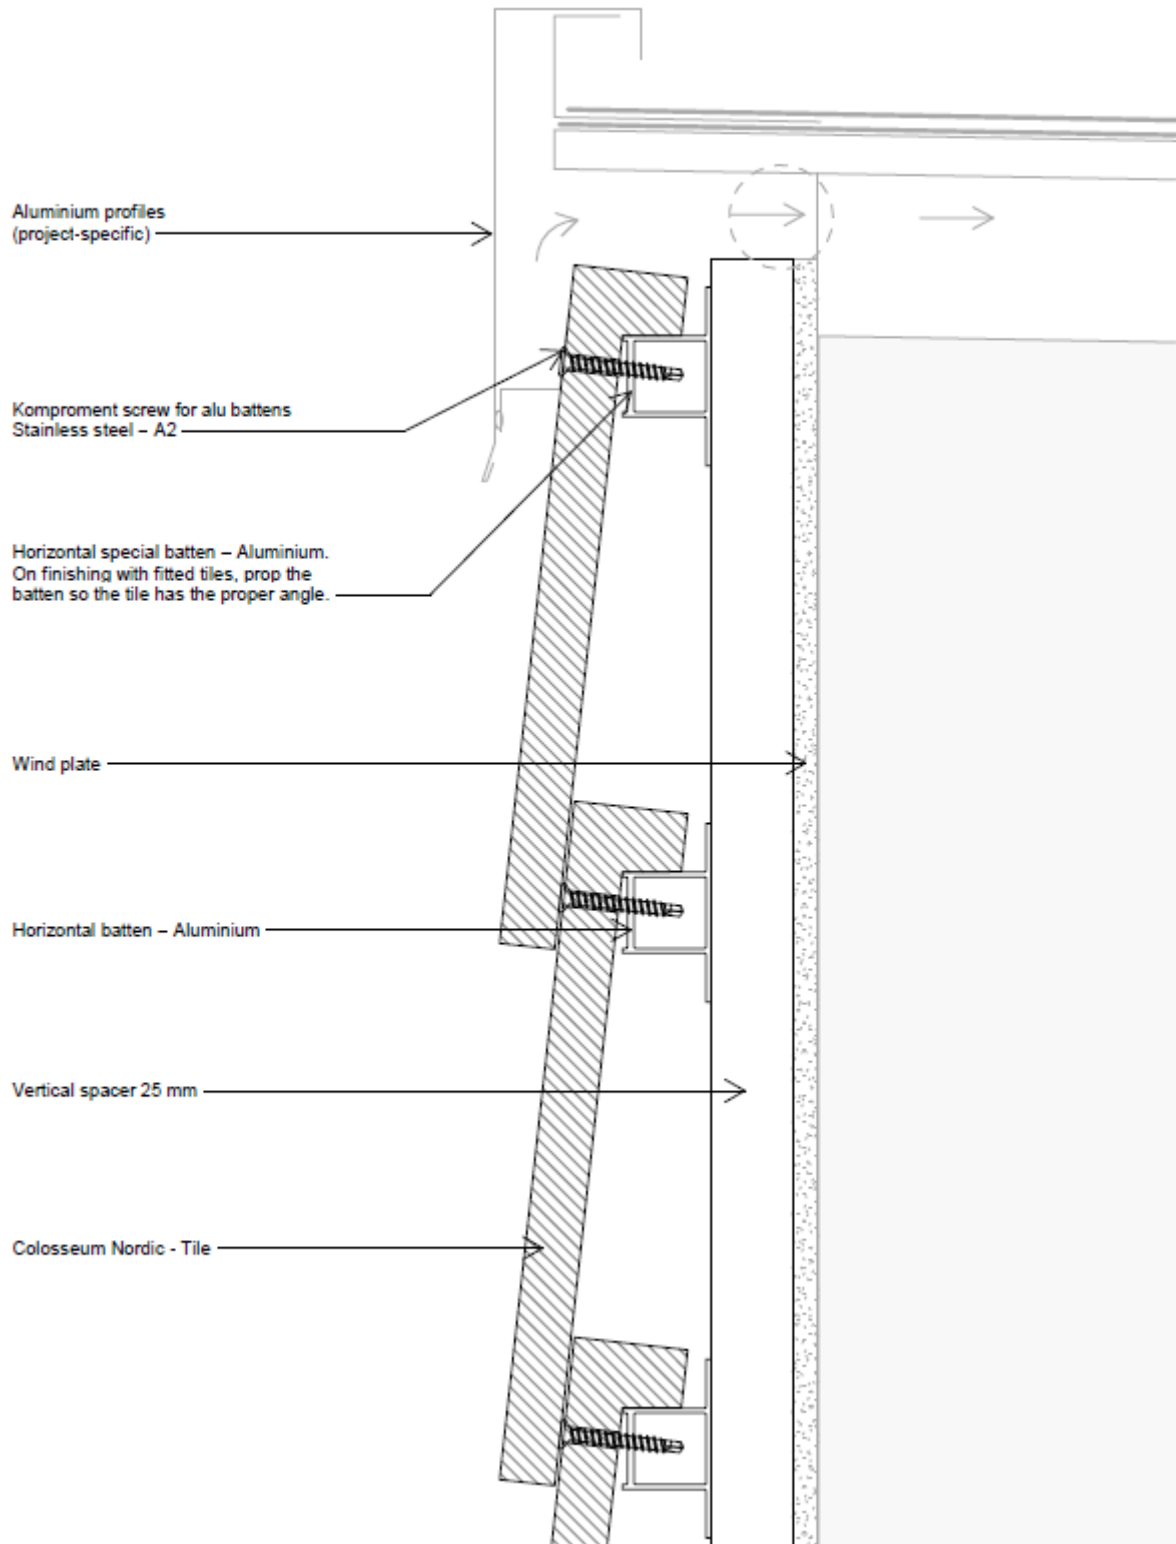 Aluminium profiles
(project-specific)
Komproment screw for alu battens
Stainless steel – A2
Horizontal special batten – Aluminium.
On finishing with fitted tiles, prop the
batten so the tile has the proper angle.
Wind plate
Horizontal batten – Aluminium
Vertical spacer 25 mm
Colosseum Nordic - Tile